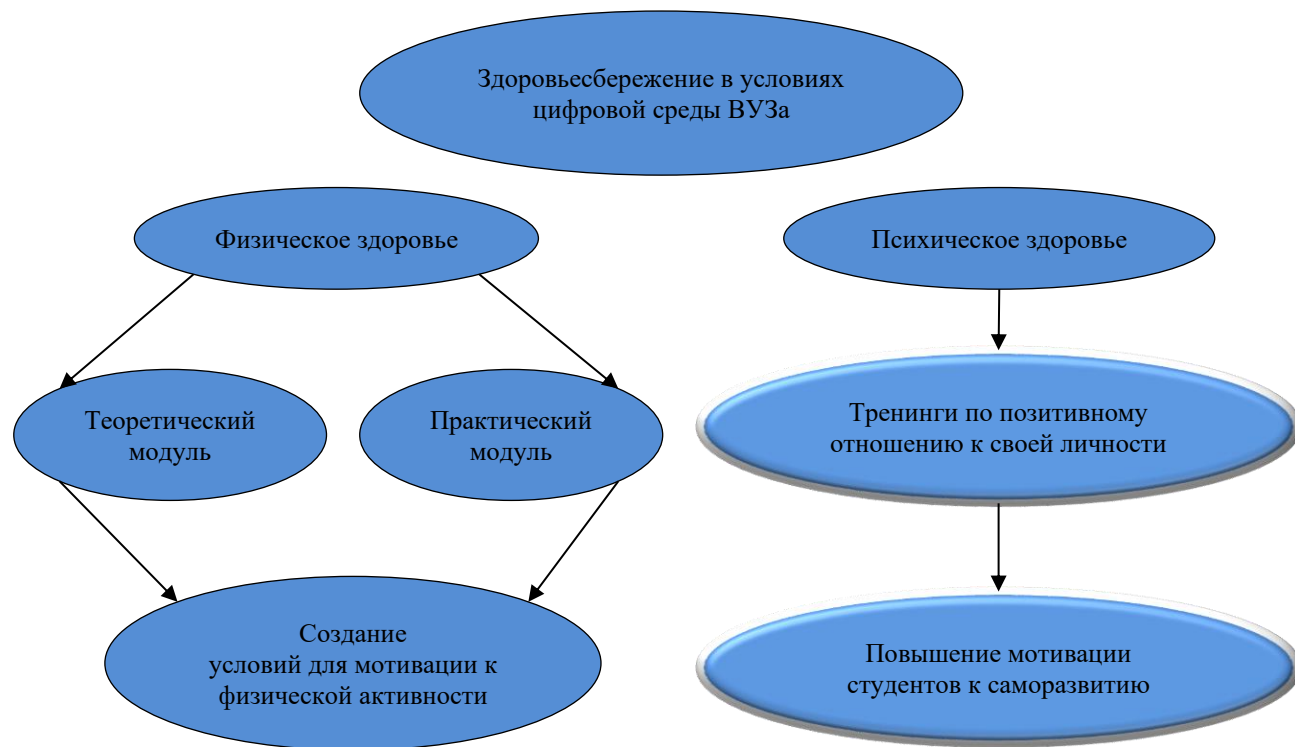 Здоровьесбережение в условиях
цифровой среды ВУЗа
Физическое здоровье
Психическое здоровье
Теоретический
модуль
Практический
модуль
Тренинги по позитивному
отношению к своей личности
Создание
условий для мотивации к
физической активности
Повышение мотивации
студентов к саморазвитию